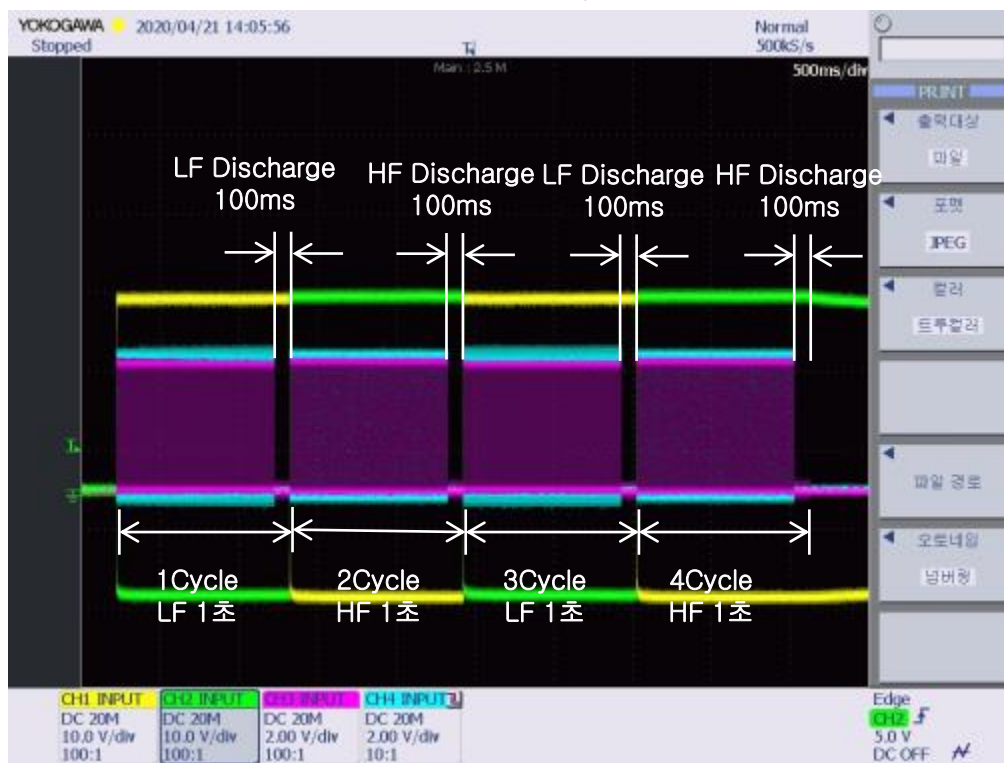 YOKOGAWA 2020/04/21 14:05:56
Normal
Stopped
500kS/s
Main : 2.5 M
500ms/div
PRINT
출력대상
파일
포맷
JPEG
컬러
트루컬러
파일 경로
오토네임
넘버링
LF Discharge
100ms
HF Discharge
100ms
LF Discharge
100ms
HF Discharge
100ms
1Cycle
LF 1초
2Cycle
HF 1초
3Cycle
LF 1초
4Cycle
HF 1초
CH1 INPUT
DC 20M
10.0 V/div
100:1
CH2 INPUT
DC 20M
10.0 V/div
100:1
CH3 INPUT
DC 20M
2.00 V/div
100:1
CH4 INPUT
DC 20M
2.00 V/div
10:1
Edge
CH2
5.0 V
DC OFF